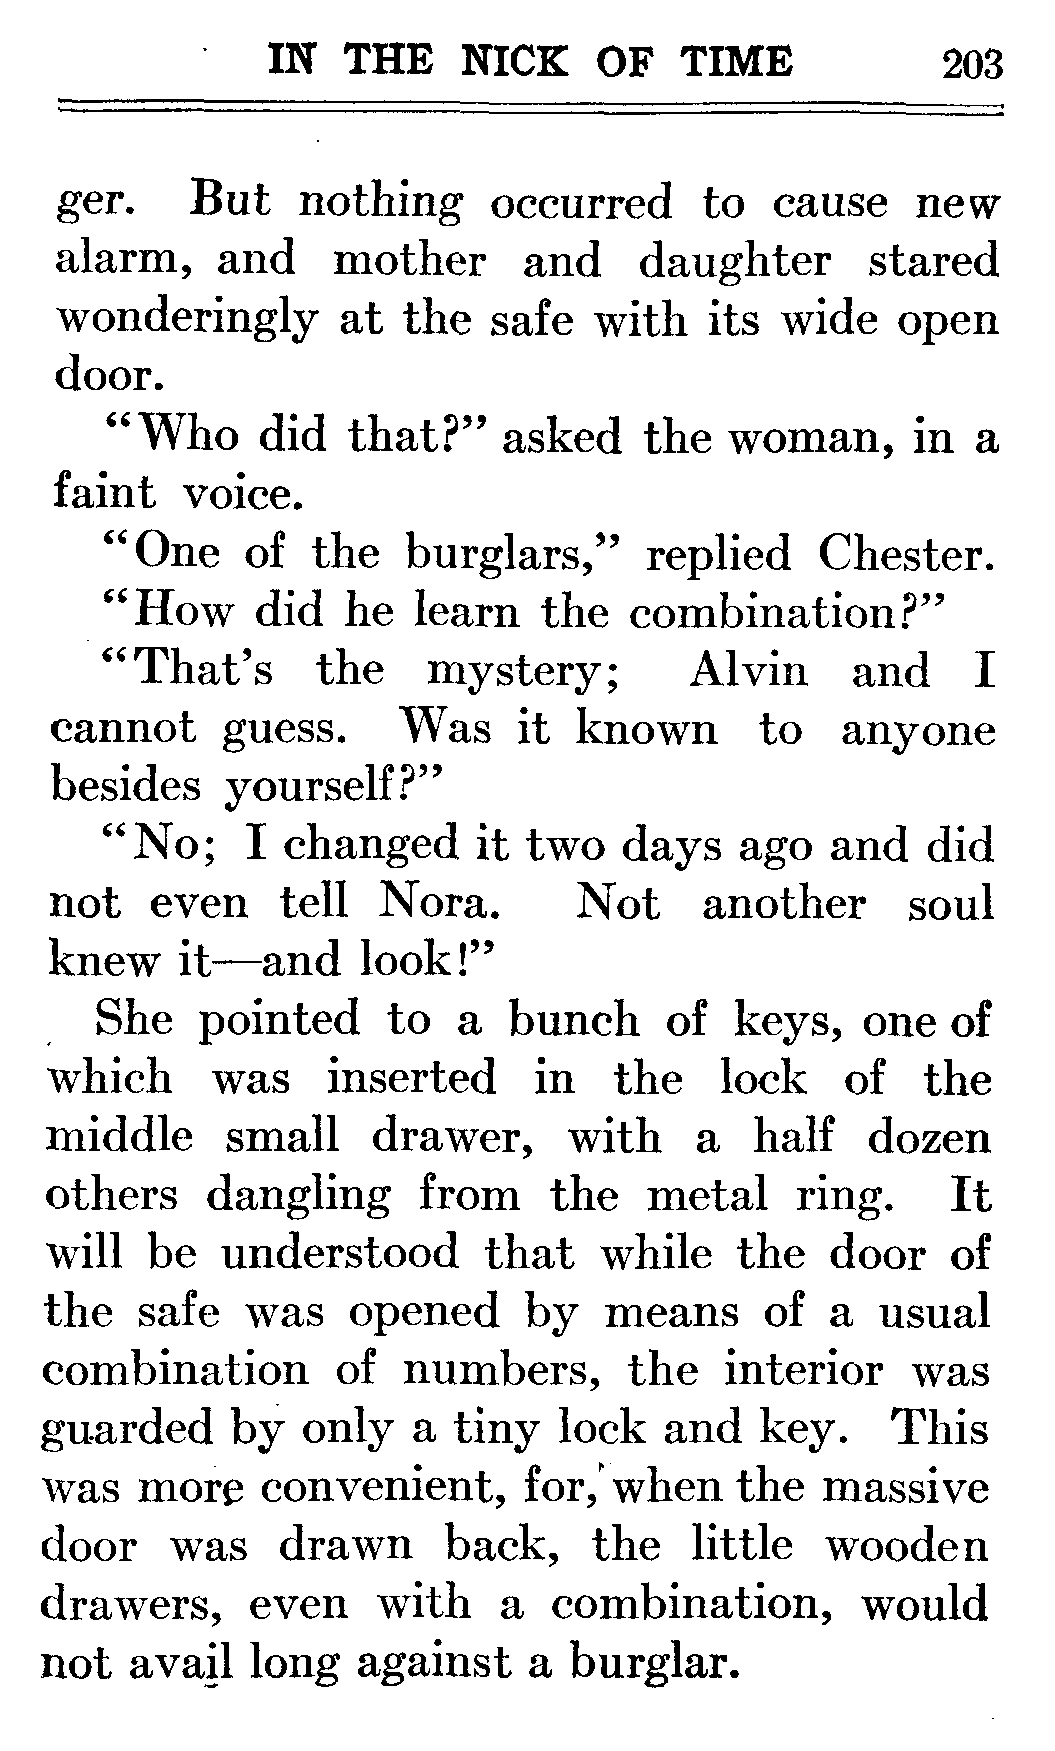 IN THE NICK OF TIME 203
ger. But nothing occurred to cause new
alarm, and mother and daughter stared
wonderingly at the safe with its wide open
door.
"Who did that?" asked the woman, in a
faint voice.
"One of the burglars," replied Chester.
"How did he learn the combination?"
"That's the mystery; Alvin and I
cannot guess. Was it known to anyone
besides yourself?"
"No; I changed it two days ago and did
not even tell Nora. Not another soul
knew it—and look!"
She pointed to a bunch of keys, one of
which was inserted in the lock of the
middle small drawer, with a half dozen
others dangling from the metal ring. It
will be understood that while the door of
the safe was opened by means of a usual
combination of numbers, the interior was
guarded by only a tiny lock and key. This
was more convenient, for, when the massive
door was drawn back, the little wooden
drawers, even with a combination, would
not avail long against a burglar.